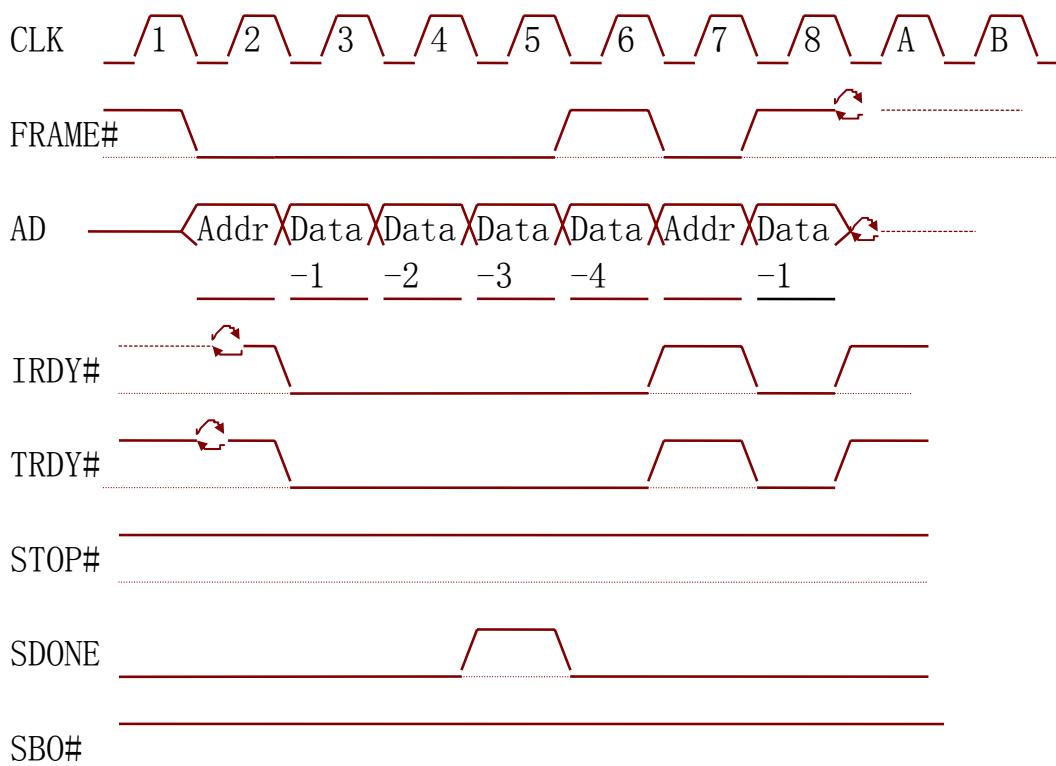 CLK 1 2 3 4 5 6 7 8 A B
FRAME#
AD Addr Data Data Data Data Addr Data
-1 -2 -3 -4 -1
IRDY#
TRDY#
STOP#
SDONE
SBO#